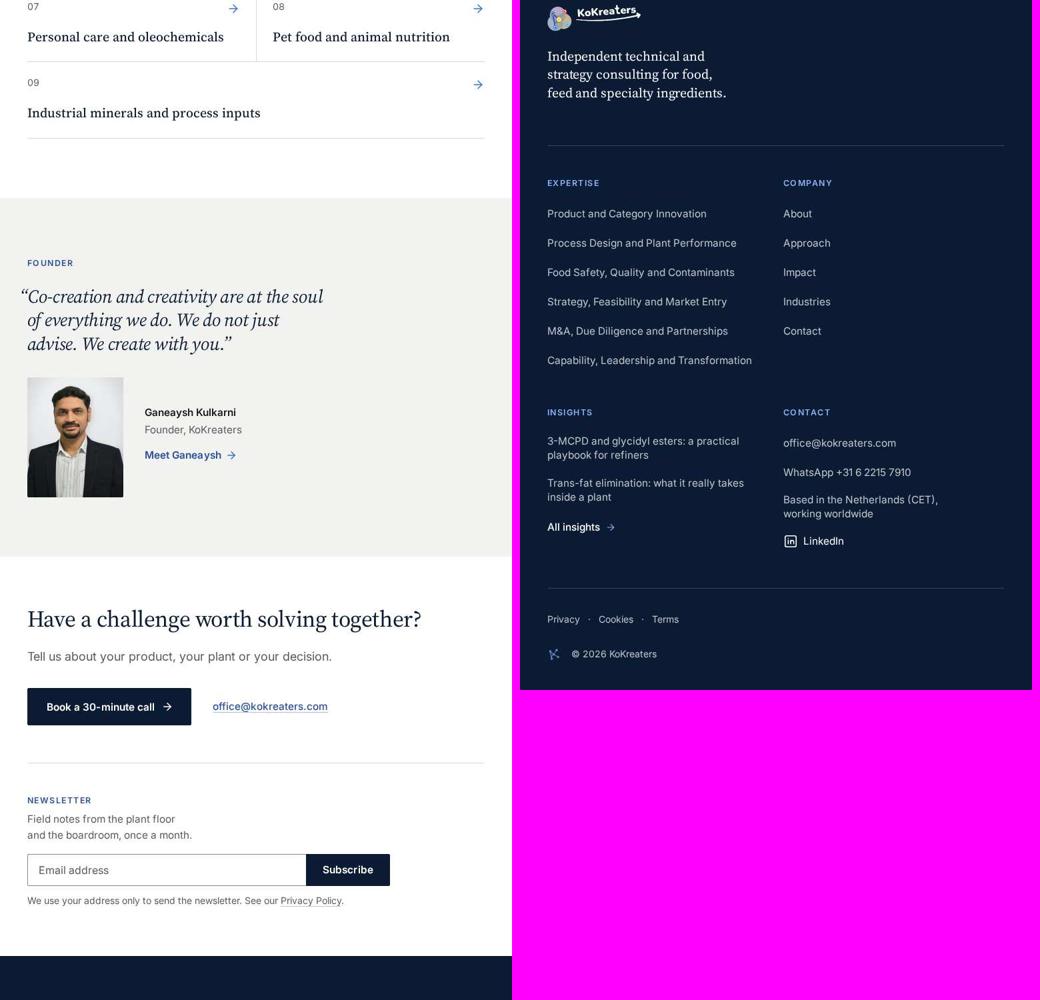 07
Personal care and oleochemicals
08
Pet food and animal nutrition
09
Industrial minerals and process inputs
FOUNDER
“Co-creation and creativity are at the soul
of everything we do. We do not just
advise. We create with you.”
Ganeaysh Kulkarni
Founder, KoKreaters
Meet Ganeaysh
Have a challenge worth solving together?
Tell us about your product, your plant or your decision.
Book a 30-minute call
office@kokreaters.com
NEWSLETTER
Field notes from the plant floor
and the boardroom, once a month.
Email address
Subscribe
We use your address only to send the newsletter. See our Privacy Policy.
KoKreaters
Independent technical and
strategy consulting for food,
feed and specialty ingredients.
EXPERTISE
Product and Category Innovation
Process Design and Plant Performance
Food Safety, Quality and Contaminants
Strategy, Feasibility and Market Entry
M&A, Due Diligence and Partnerships
Capability, Leadership and Transformation
COMPANY
About
Approach
Impact
Industries
Contact
INSIGHTS
3-MCPD and glycidyl esters: a practical
playbook for refiners
Trans-fat elimination: what it really takes
inside a plant
All insights
CONTACT
office@kokreaters.com
WhatsApp +31 6 2215 7910
Based in the Netherlands (CET),
working worldwide
LinkedIn
Privacy · Cookies · Terms
© 2026 KoKreaters